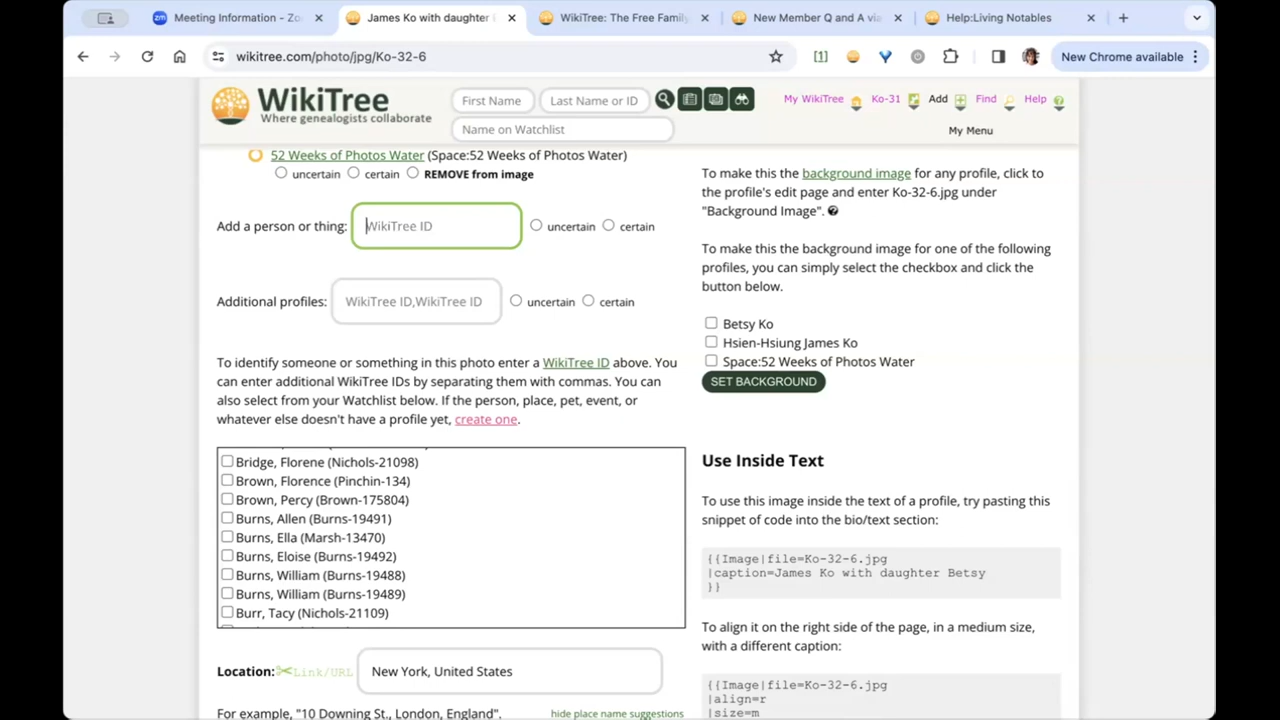 Meeting Information - Zo
James Ko with daughter B
WikiTree: The Free Family
New Member Q and A via
Help:Living Notables
wikitree.com/photo/jpg/Ko-32-6
[1]
New Chrome available
WikiTree
Where genealogists collaborate
First Name
Last Name or ID
Name on Watchlist
My WikiTree
Ko-31
Add
Find
Help
My Menu
52 Weeks of Photos Water (Space:52 Weeks of Photos Water)
uncertain certain REMOVE from image
Add a person or thing: WikiTree ID uncertain certain
Additional profiles: WikiTree ID,WikiTree ID uncertain certain
To identify someone or something in this photo enter a WikiTree ID above. You
can enter additional WikiTree IDs by separating them with commas. You can
also select from your Watchlist below. If the person, place, pet, event, or
whatever else doesn't have a profile yet, create one.
Bridge, Florene (Nichols-21098)
Brown, Florence (Pinchin-134)
Brown, Percy (Brown-175804)
Burns, Allen (Burns-19491)
Burns, Ella (Marsh-13470)
Burns, Eloise (Burns-19492)
Burns, William (Burns-19488)
Burns, William (Burns-19489)
Burr, Tacy (Nichols-21109)
Location: Link/URL New York, United States
For example, "10 Downing St., London, England". hide place name suggestions
To make this the background image for any profile, click to
the profile's edit page and enter Ko-32-6.jpg under
"Background Image".
To make this the background image for one of the following
profiles, you can simply select the checkbox and click the
button below.
Betsy Ko
Hsien-Hsiung James Ko
Space:52 Weeks of Photos Water
SET BACKGROUND
Use Inside Text
To use this image inside the text of a profile, try pasting this
snippet of code into the bio/text section:
{{Image|file=Ko-32-6.jpg
|caption=James Ko with daughter Betsy
}}
To align it on the right side of the page, in a medium size,
with a different caption:
{{Image|file=Ko-32-6.jpg
|align=r
|size=m